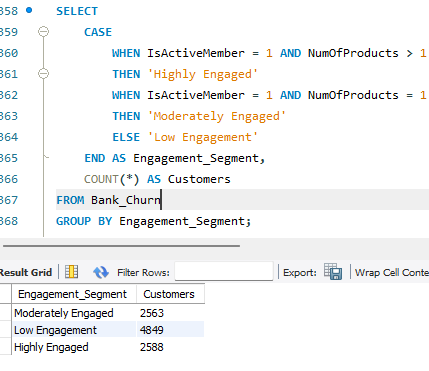 358 SELECT
359 CASE
360 WHEN IsActiveMember = 1 AND NumOfProducts > 1
361 THEN 'Highly Engaged'
362 WHEN IsActiveMember = 1 AND NumOfProducts = 1
363 THEN 'Moderately Engaged'
364 ELSE 'Low Engagement'
365 END AS Engagement_Segment,
366 COUNT(*) AS Customers
367 FROM Bank_Churn
368 GROUP BY Engagement_Segment;
Result Grid Filter Rows: Export: Wrap Cell Conte
Engagement_Segment Customers
Moderately Engaged 2563
Low Engagement 4849
Highly Engaged 2588